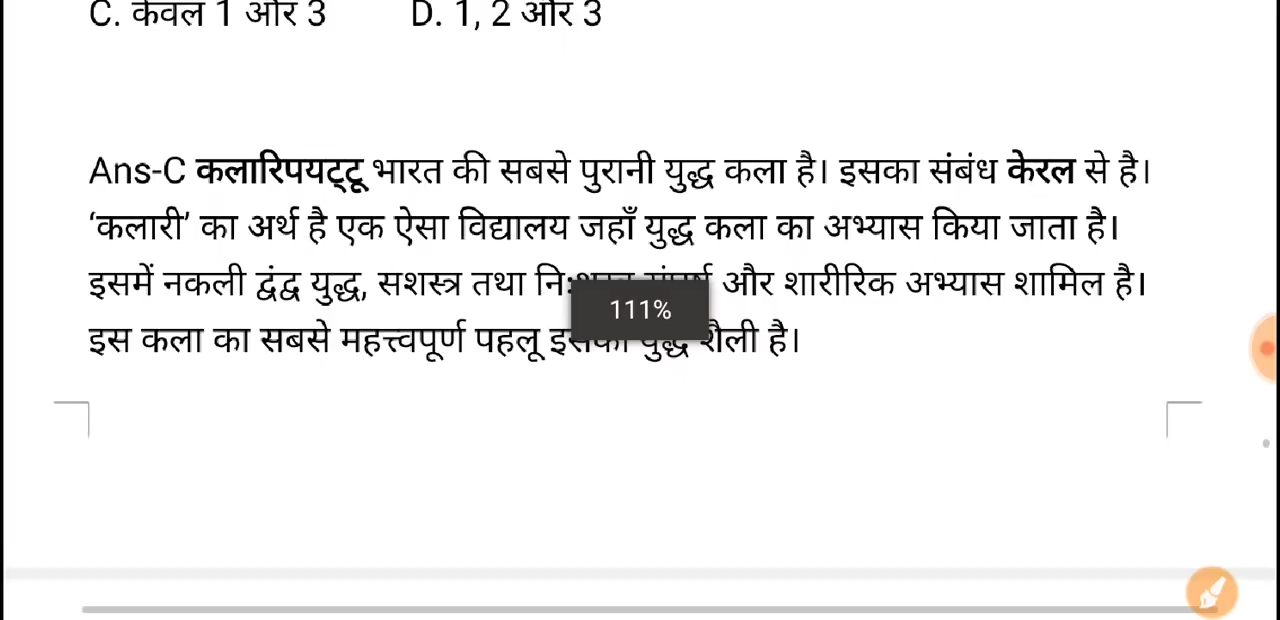 C. केवल 1 और 3 D. 1, 2 और 3
Ans-C कलारिपयट्टू भारत की सबसे पुरानी युद्ध कला है। इसका संबंध केरल से है।
‘कलारी’ का अर्थ है एक ऐसा विद्यालय जहाँ युद्ध कला का अभ्यास किया जाता है।
इसमें नकली द्वंद्व युद्ध, सशस्त्र तथा और शारीरिक अभ्यास शामिल है।
111%
इस कला का सबसे महत्त्वपूर्ण पहलू इसकी युद्ध शैली है।